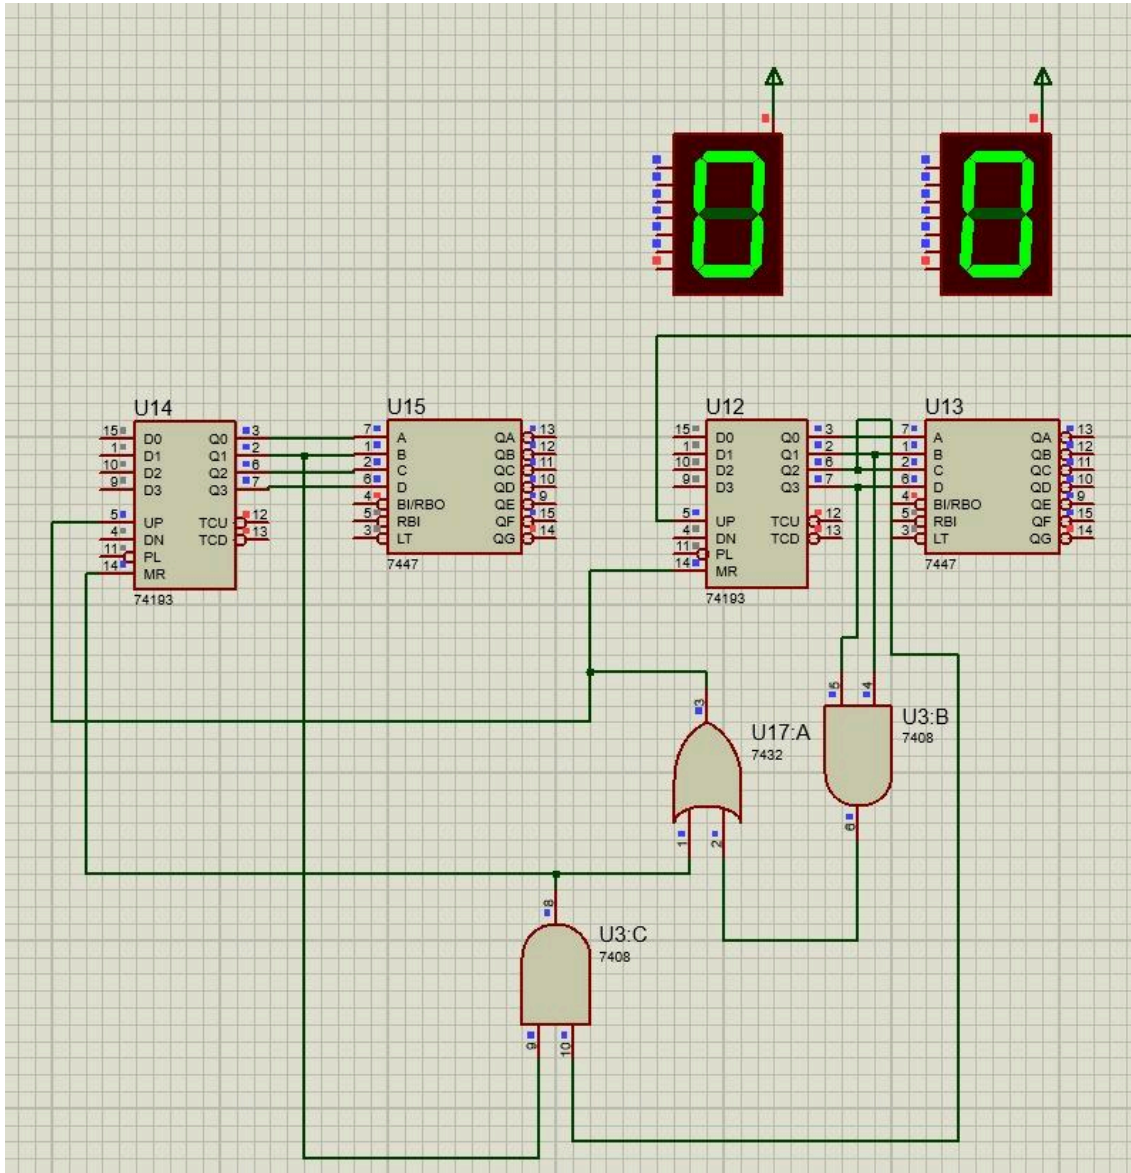 U14
15 D0 Q0 3
1 D1 Q1 2
10 D2 Q2 6
9 D3 Q3 7
5 UP TCU 12
4 DN TCD 13
11 PL
14 MR
74193
U15
7 A QA 13
1 B QB 12
2 C QC 11
6 D QD 10
4 BI/RBO QE 9
5 RBI QF 15
3 LT QG 14
7447
U12
15 D0 Q0 3
1 D1 Q1 2
10 D2 Q2 6
9 D3 Q3 7
5 UP TCU 12
4 DN TCD 13
11 PL
14 MR
74193
U13
7 A QA 13
1 B QB 12
2 C QC 11
6 D QD 10
4 BI/RBO QE 9
5 RBI QF 15
3 LT QG 14
7447
0 0
5 4
U3:B
7408
6
3
U17:A
7432
1 2
8
U3:C
7408
9 10